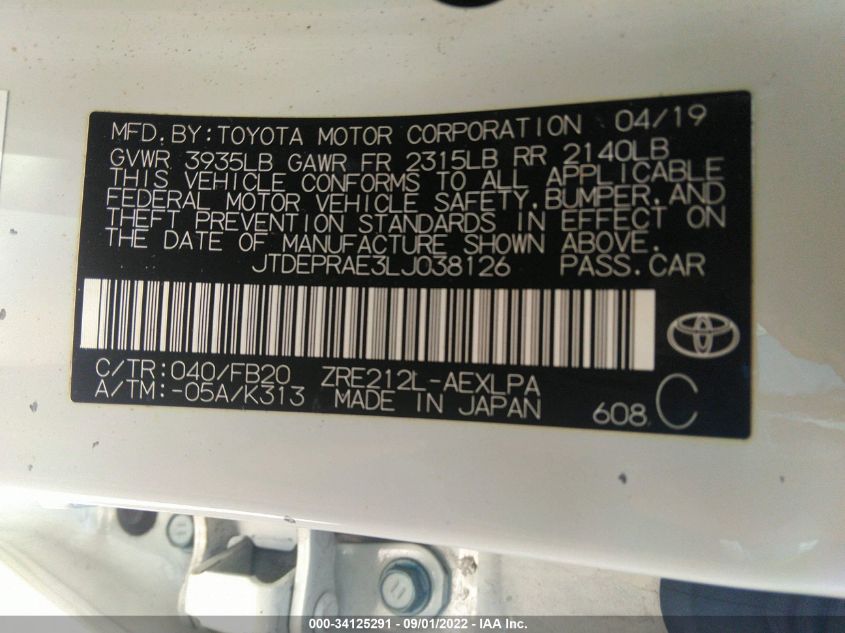 MFD. BY: TOYOTA MOTOR CORPORATION 04/19
GVWR 3935LB GAWR FR 2315LB RR 2140LB
THIS VEHICLE CONFORMS TO ALL APPLICABLE
FEDERAL MOTOR VEHICLE SAFETY, BUMPER, AND
THEFT PREVENTION STANDARDS IN EFFECT ON
THE DATE OF MANUFACTURE SHOWN ABOVE.
JTDEPRAE3LJ038126 PASS. CAR
C/TR: 040/FB20 ZRE212L-AEXLPA
A/TM: -05A/K313 MADE IN JAPAN 608 C
000-34125291 - 09/01/2022 - IAA Inc.